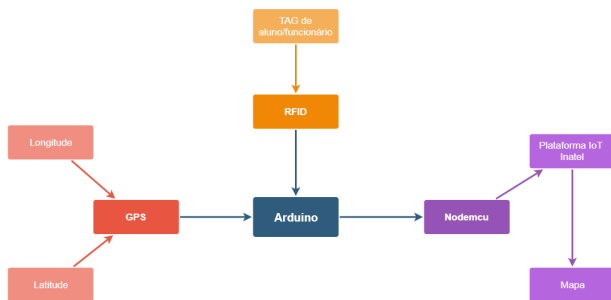 TAG de
aluno/funcionário
RFID
Longitude
Plataforma IoT
Inatel
GPS
Arduino
Nodemcu
Latitude
Mapa